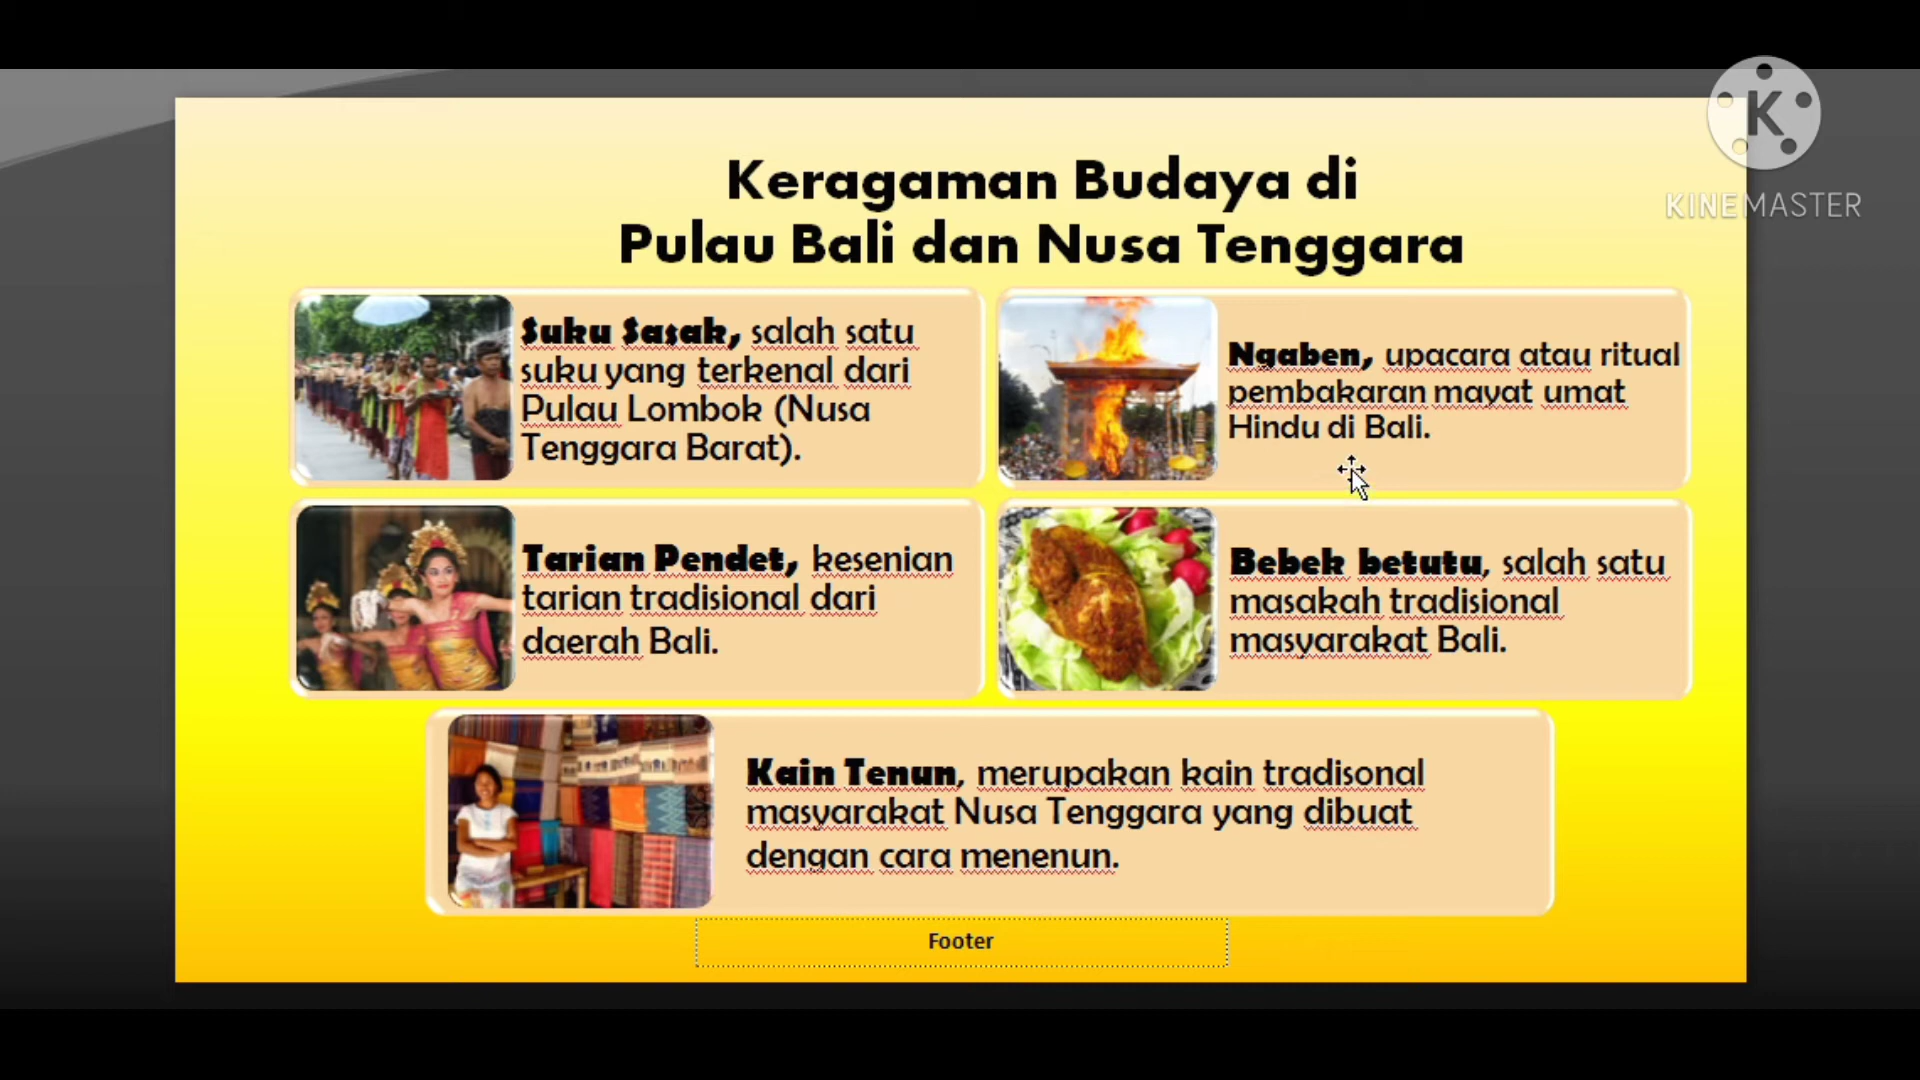 K
KINEMASTER
Keragaman Budaya di
Pulau Bali dan Nusa Tenggara
Suku Sasak, salah satu
suku yang terkenal dari
Pulau Lombok (Nusa
Tenggara Barat).
Ngaben, upacara atau ritual
pembakaran mayat umat
Hindu di Bali.
Tarian Pendet, kesenian
tarian tradisional dari
daerah Bali.
Bebek betutu, salah satu
masakah tradisional
masyarakat Bali.
Kain Tenun, merupakan kain tradisonal
masyarakat Nusa Tenggara yang dibuat
dengan cara menenun.
Footer